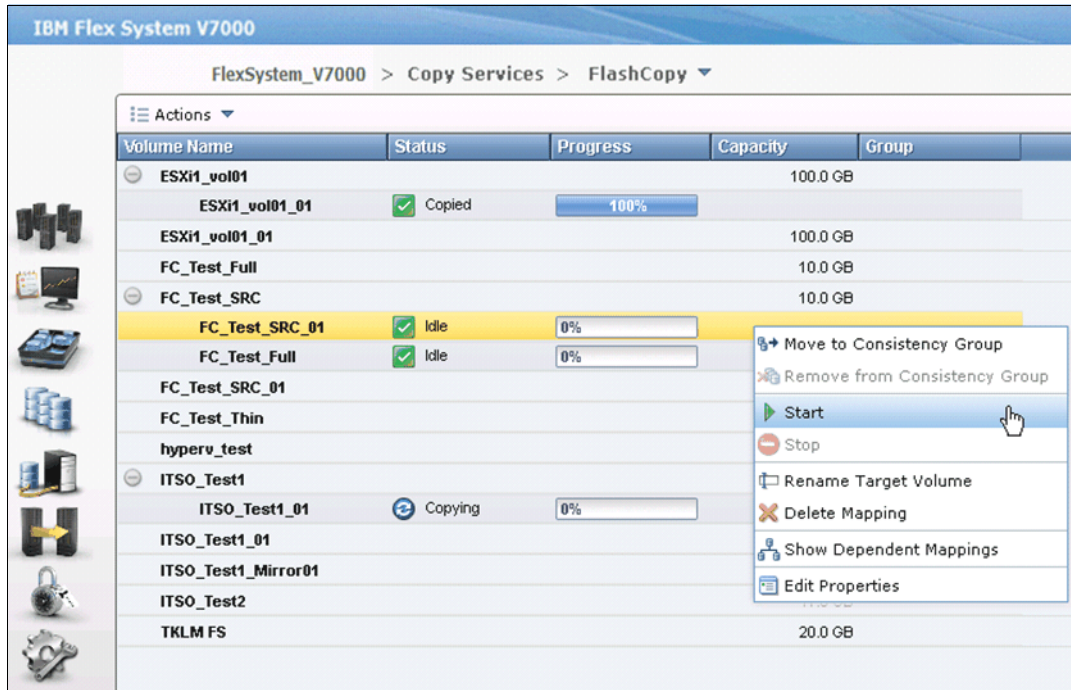 IBM Flex System V7000
FlexSystem_V7000 > Copy Services > FlashCopy
Actions
Volume Name Status Progress Capacity Group
ESXi1_vol01 100.0 GB
ESXi1_vol01_01 Copied 100%
ESXi1_vol01_01 100.0 GB
FC_Test_Full 10.0 GB
FC_Test_SRC 10.0 GB
FC_Test_SRC_01 Idle 0%
FC_Test_Full Idle 0%
FC_Test_SRC_01
FC_Test_Thin
hyperv_test
ITSO_Test1
ITSO_Test1_01 Copying 0%
ITSO_Test1_01
ITSO_Test1_Mirror01
ITSO_Test2
TKLM FS 20.0 GB
Move to Consistency Group
Remove from Consistency Group
Start
Stop
Rename Target Volume
Delete Mapping
Show Dependent Mappings
Edit Properties